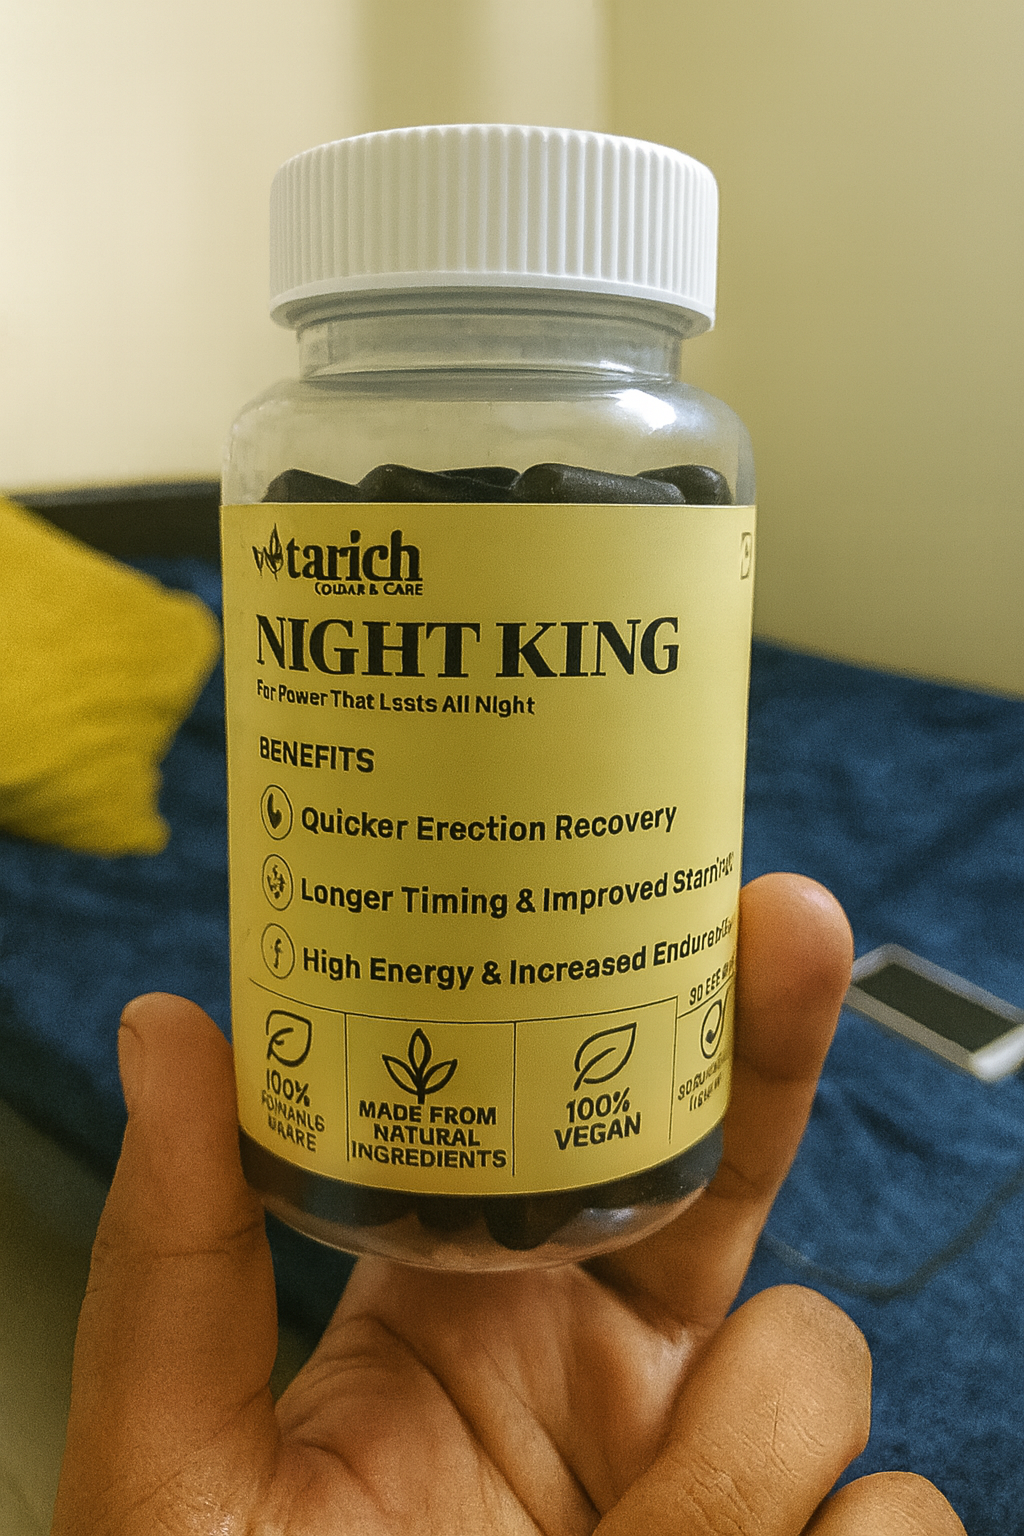 tarich
& CARE
NIGHT KING
For Power That Lssts All Night
BENEFITS
Quicker Erection Recovery
Longer Timing & Improved
High Energy & Increased
100%
MADE FROM
NATURAL
INGREDIENTS
100%
VEGAN